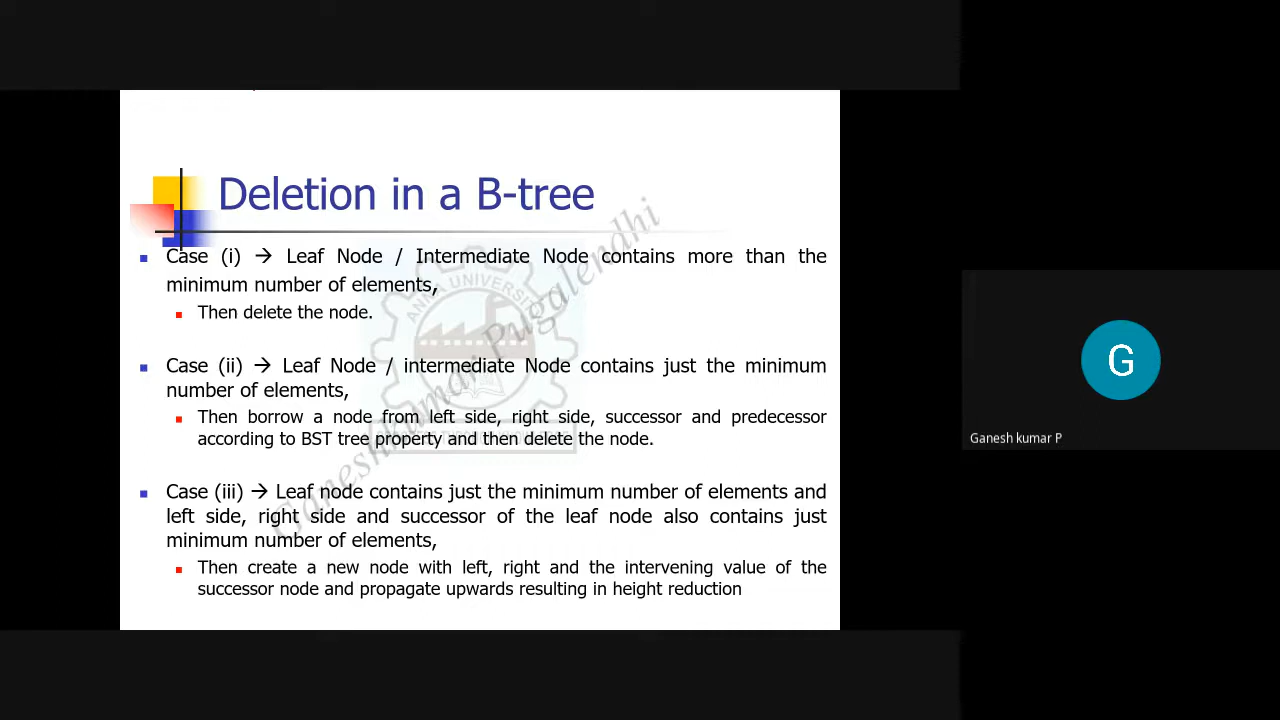 Deletion in a B-tree
Case (i) → Leaf Node / Intermediate Node contains more than the
minimum number of elements,
Then delete the node.
Case (ii) → Leaf Node / intermediate Node contains just the minimum
number of elements,
Then borrow a node from left side, right side, successor and predecessor
according to BST tree property and then delete the node.
Case (iii) → Leaf node contains just the minimum number of elements and
left side, right side and successor of the leaf node also contains just
minimum number of elements,
Then create a new node with left, right and the intervening value of the
successor node and propagate upwards resulting in height reduction
Ganeshkumar Pugalendhi
G
Ganesh kumar P